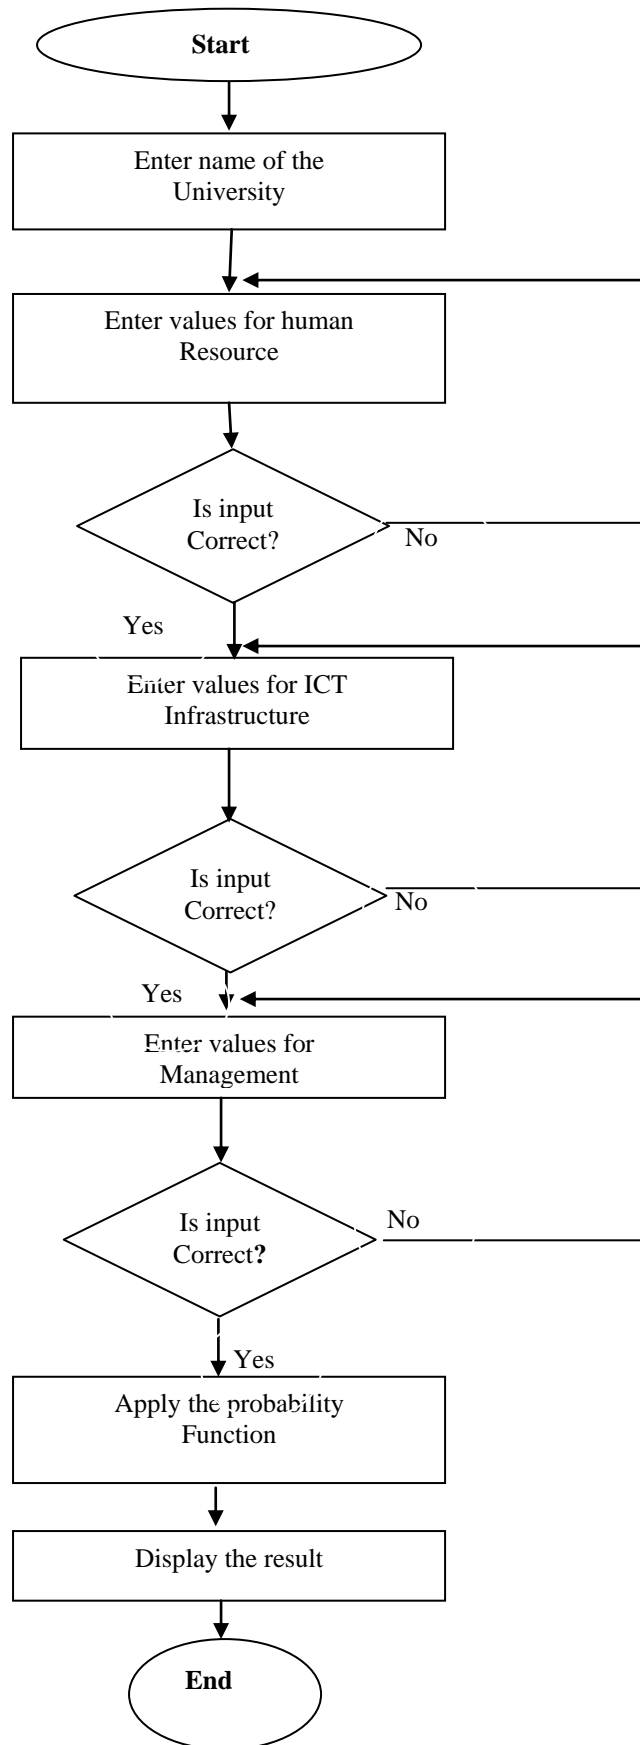 Start
Enter name of the
University
Enter values for human
Resource
Is input
Correct?
No
Yes
Enter values for ICT
Infrastructure
Is input
Correct?
No
Yes
Enter values for
Management
Is input
Correct?
No
Yes
Apply the probability
Function
Display the result
End